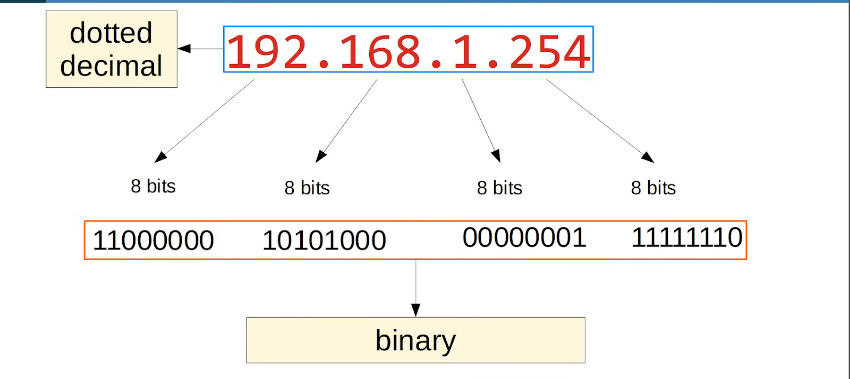 dotted
decimal
192.168.1.254
8 bits
8 bits
8 bits
8 bits
11000000
10101000
00000001
11111110
binary